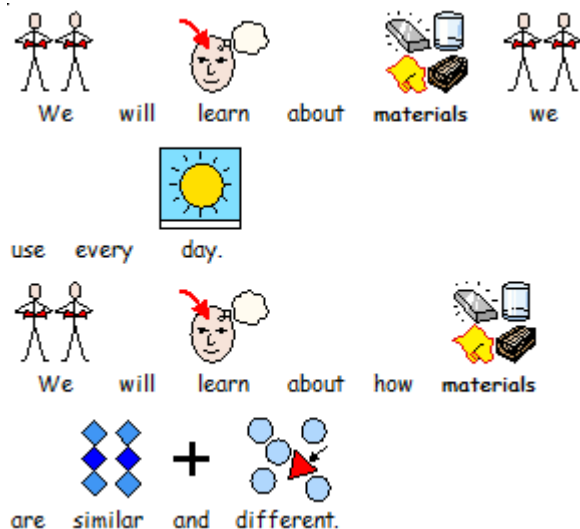 We will learn about materials we
use every day.
We will learn about how materials
are similar and different.